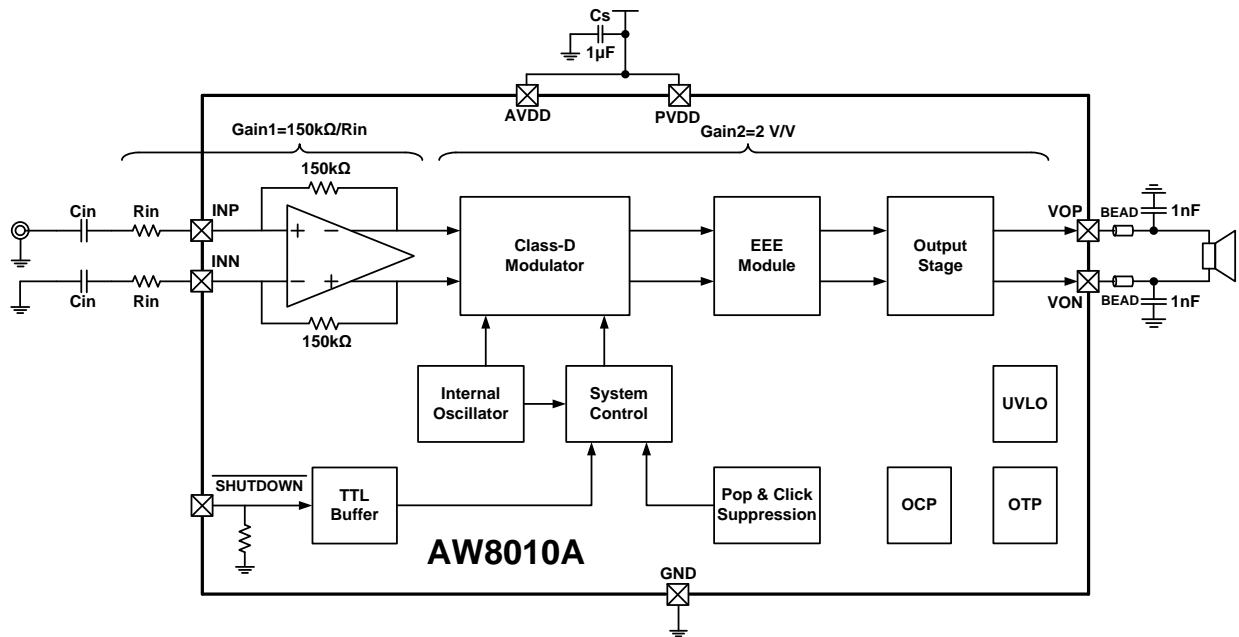 Cs
1µF
AVDD
PVDD
Gain1=150kΩ/Rin
Gain2=2 V/V
150kΩ
Cin
Rin
INP
VOP
BEAD
1nF
Class-D
Modulator
EEE
Module
Output
Stage
INN
Cin
Rin
VON
BEAD
1nF
150kΩ
Internal
Oscillator
System
Control
UVLO
SHUTDOWN
TTL
Buffer
Pop & Click
Suppression
OCP
OTP
AW8010A
GND